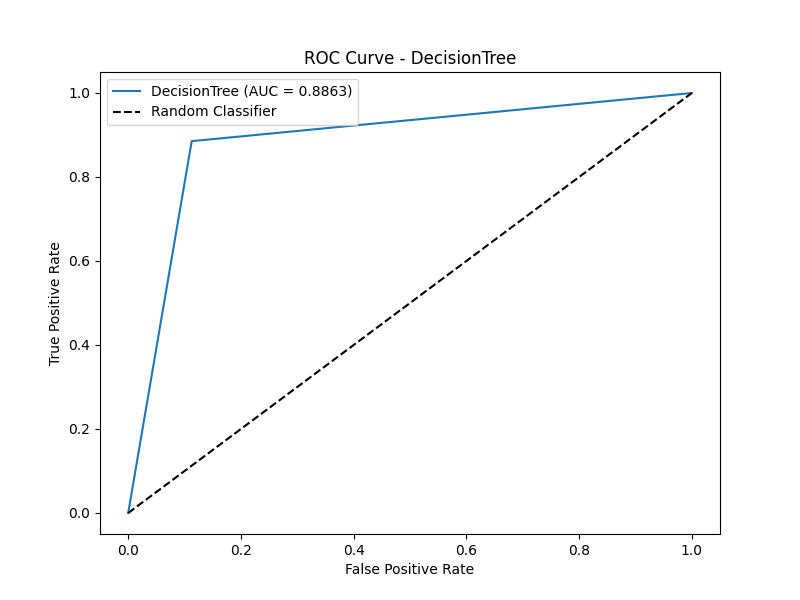 ROC Curve - DecisionTree
DecisionTree (AUC = 0.8863)
Random Classifier
True Positive Rate
1.0
0.8
0.6
0.4
0.2
0.0
0.0 0.2 0.4 0.6 0.8 1.0
False Positive Rate